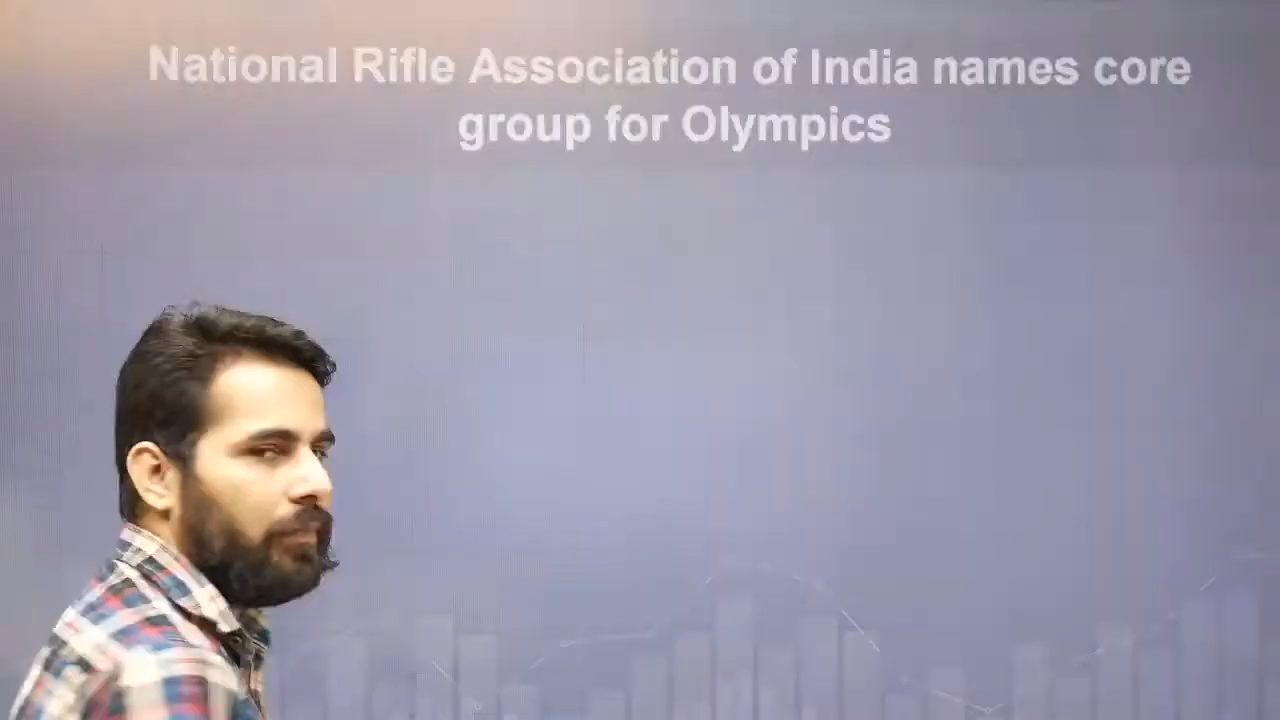 National Rifle Association of India names core
group for Olympics